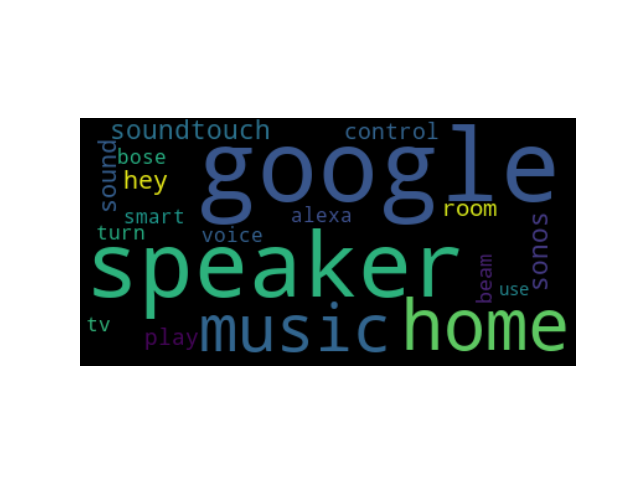 soundtouch control
sound
bose
hey
google
smart
alexa
room
turn
voice
speaker
sonos
beam
use
tv
play
music
home